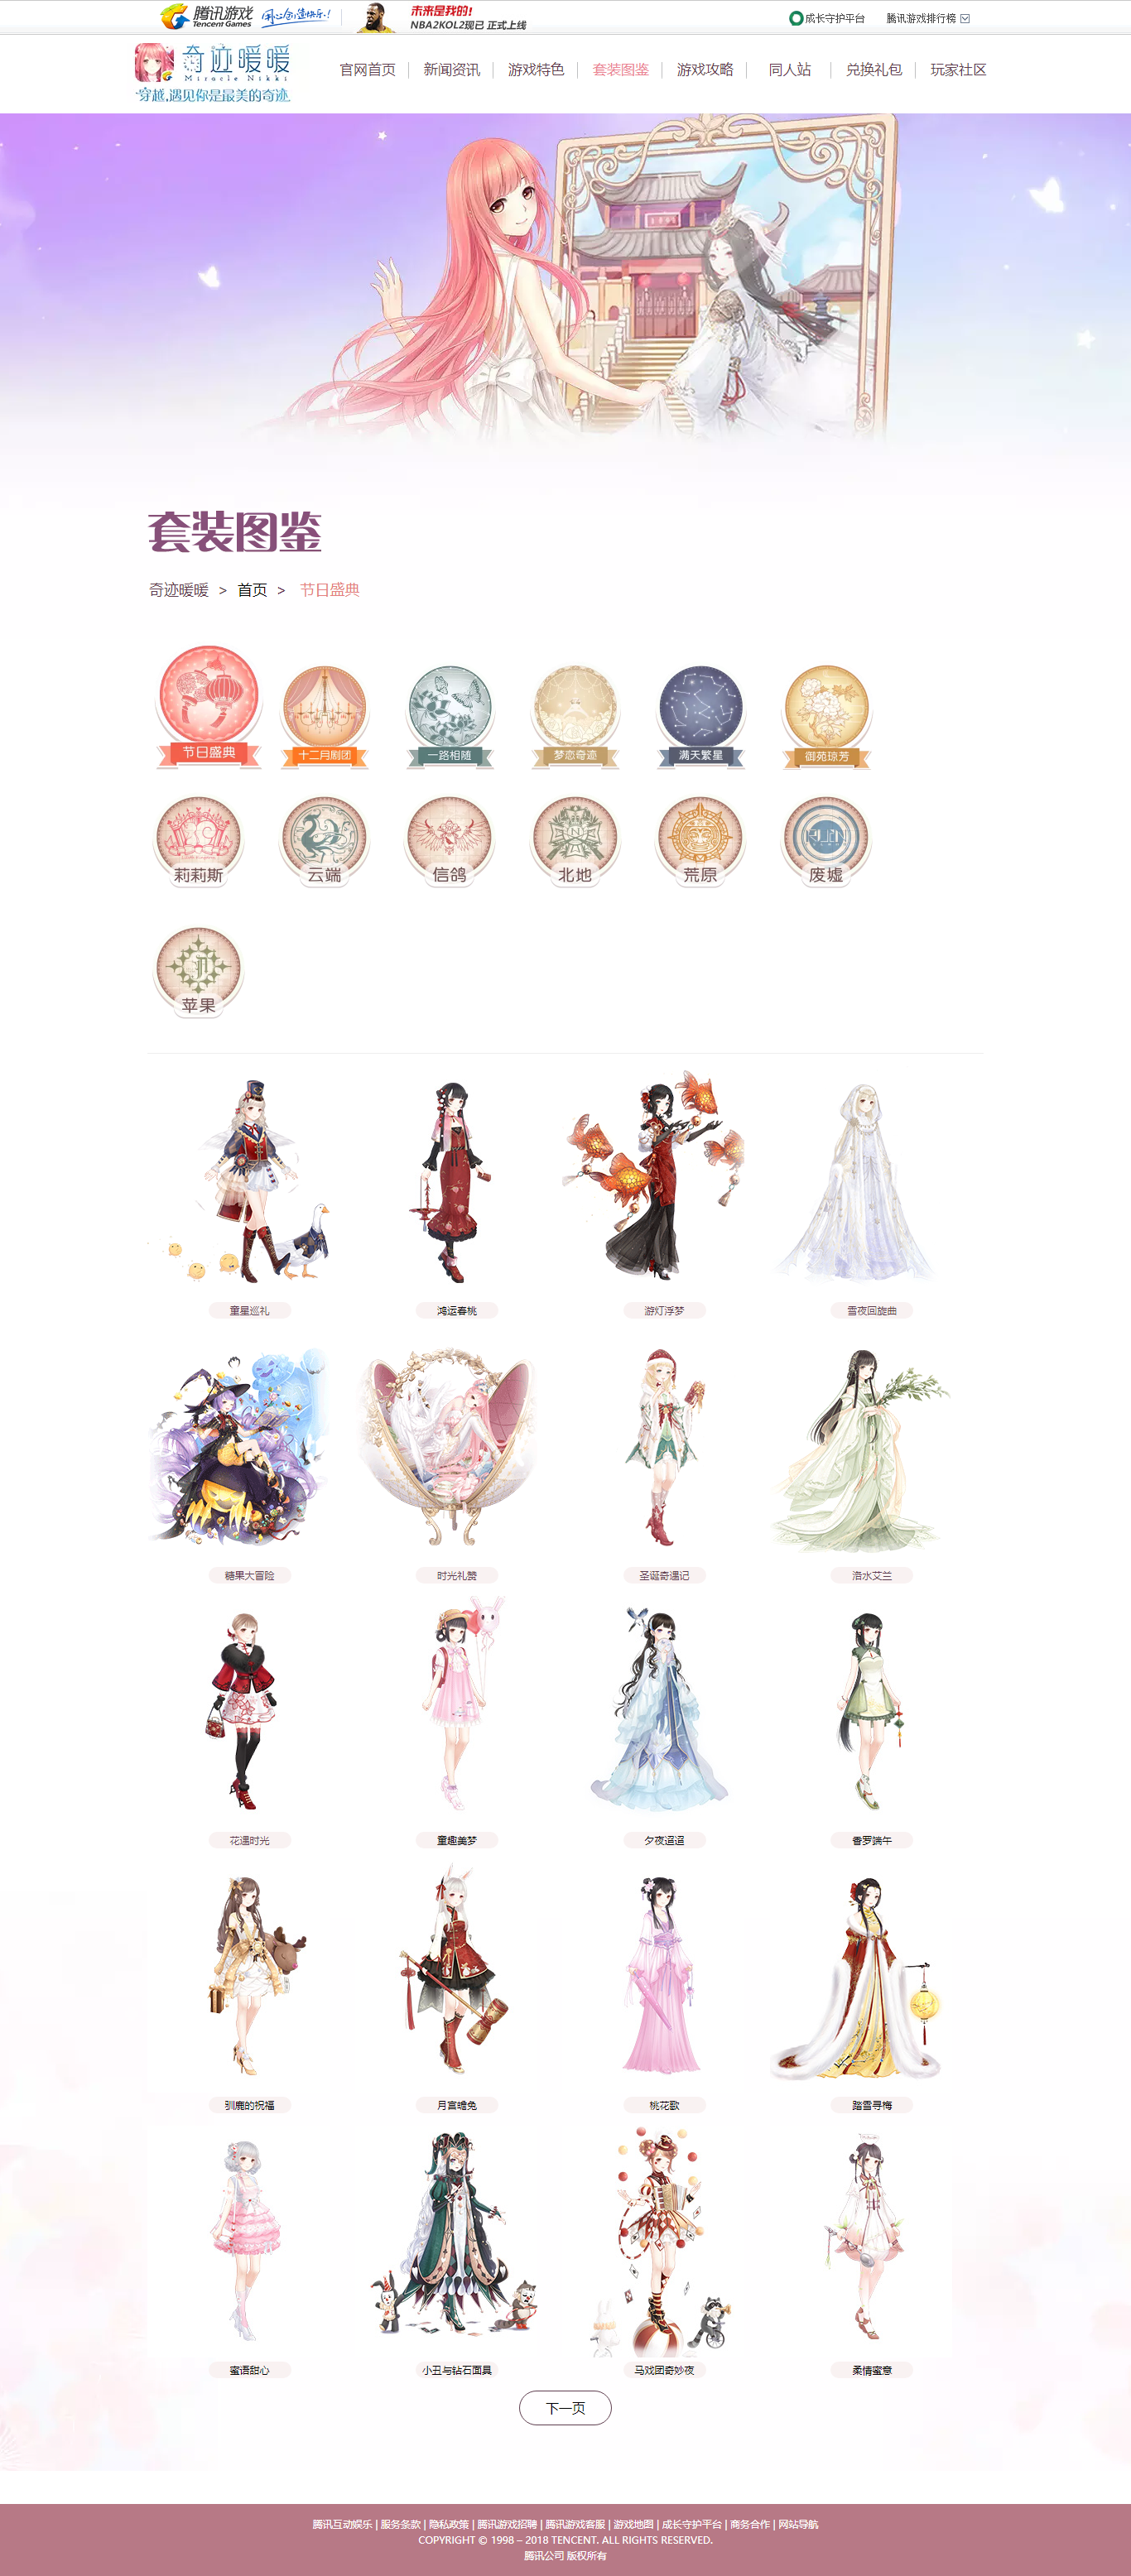 腾讯游戏 用心创造快乐! 未来是我的! 成长守护平台 腾讯游戏排行榜
Tencent Games NBA2KOL2现已 正式上线
奇迹暖暖
Miracle Nikki
穿越,遇见你是最美的奇迹
官网首页 新闻资讯 游戏特色 套装图鉴 游戏攻略 同人站 兑换礼包 玩家社区
套装图鉴
奇迹暖暖 > 首页 > 节日盛典
节日盛典 十二月剧团 一路相随 梦恋奇迹 满天繁星 御苑琼芳
RUIN
莉莉斯 云端 信鸽 北地 荒原 废墟
苹果
童星巡礼 鸿运春桃 游灯浮梦 雪夜回旋曲
糖果大冒险 时光礼赞 圣诞奇遇记 洛水艾兰
花遇时光 童趣美梦 夕夜迢迢 香罗端午
驯鹿的祝福 月宫瞻兔 桃花歌 踏雪寻梅
蜜语甜心 小丑与钻石面具 马戏团奇妙夜 柔情蜜意
下一页
腾讯互动娱乐 | 服务条款 | 隐私政策 | 腾讯游戏招聘 | 腾讯游戏客服 | 游戏地图 | 成长守护平台 | 商务合作 | 网站导航
COPYRIGHT © 1998 – 2018 TENCENT. ALL RIGHTS RESERVED.
腾讯公司 版权所有